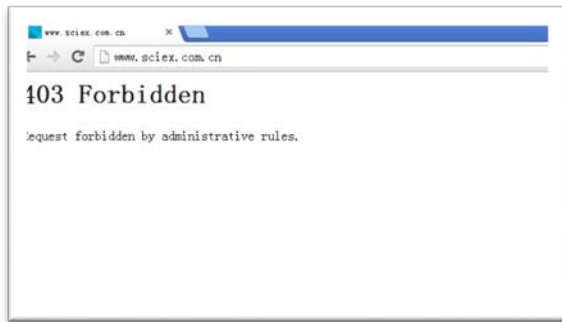 www.sciex.com.cn
www.sciex.com.cn
403 Forbidden
equest forbidden by administrative rules.